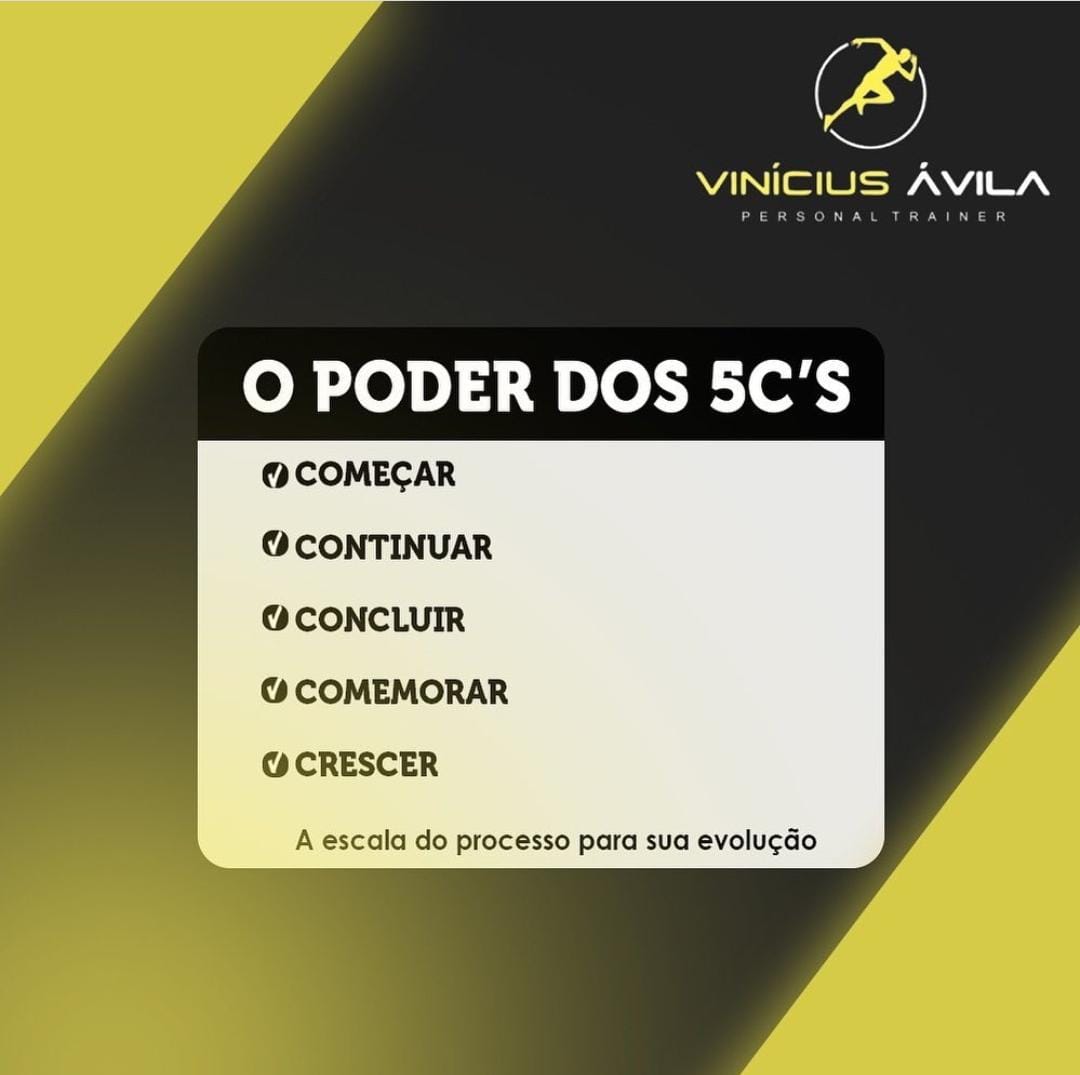 VINÍCIUS ÁVILA
PERSONAL TRAINER
O PODER DOS 5C'S
COMEÇAR
CONTINUAR
CONCLUIR
COMEMORAR
CRESCER
A escala do processo para sua evolução